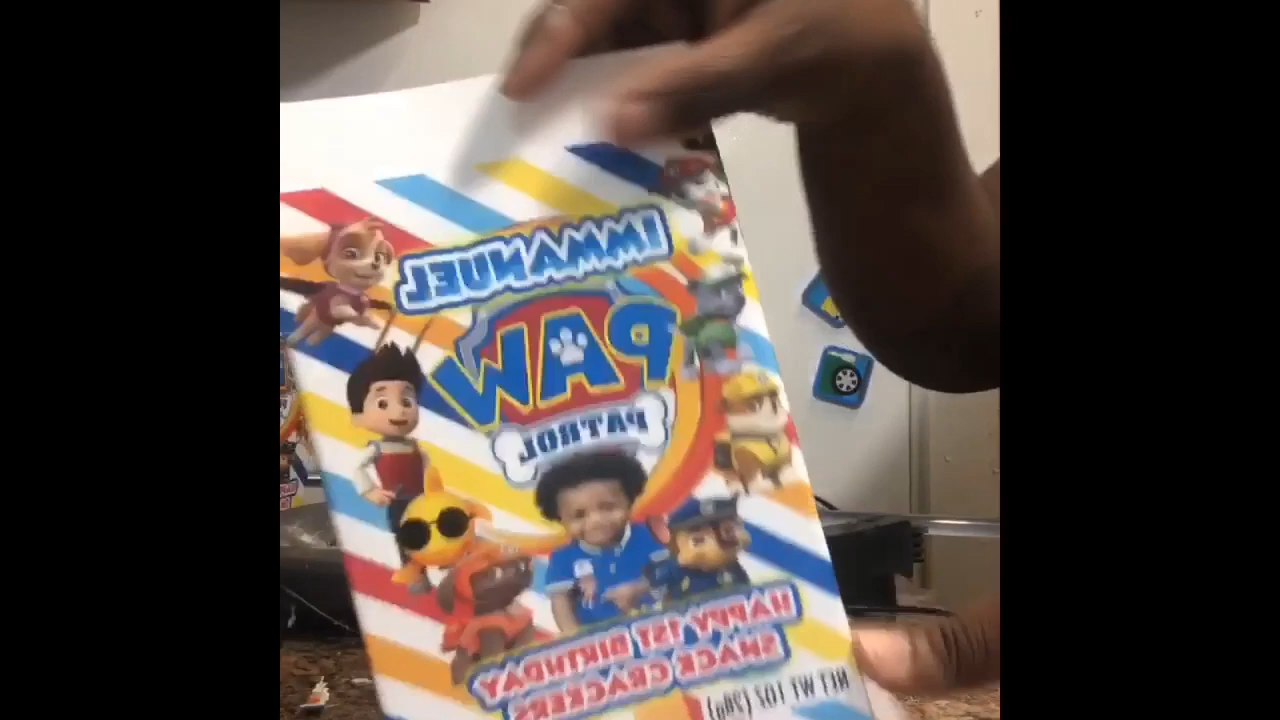 IMMANUEL
PAW
PATROL
HAPPY 1ST BIRTHDAY
SNACK CRACKERS
NET WT 1OZ (28g)